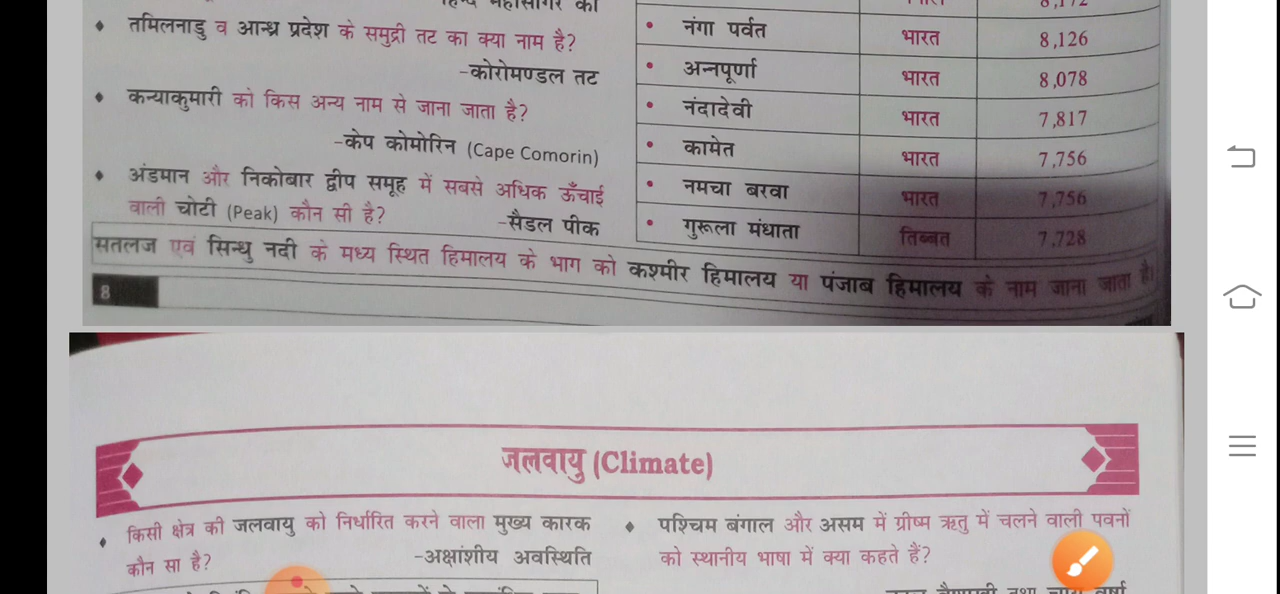 तमिलनाडु व आन्ध्र प्रदेश के समुद्री तट का क्या नाम है?
-कोरोमण्डल तट
कन्याकुमारी को किस अन्य नाम से जाना जाता है?
-केप कोमोरिन (Cape Comorin)
अंडमान और निकोबार द्वीप समूह में सबसे अधिक ऊँचाई
वाली चोटी (Peak) कौन सी है? -सैडल पीक
• नंगा पर्वत भारत 8,126
• अन्नपूर्णा भारत 8,078
• नंदादेवी भारत 7,817
• कामेत भारत 7,756
• नमचा बरवा भारत 7,756
• गुरूला मंधाता तिब्बत 7,728
सतलज एवं सिन्धु नदी के मध्य स्थित हिमालय के भाग को कश्मीर हिमालय या पंजाब हिमालय के नाम जाना जाता है।
8
जलवायु (Climate)
किसी क्षेत्र की जलवायु को निर्धारित करने वाला मुख्य कारक
कौन सा है? -अक्षांशीय अवस्थिति
पश्चिम बंगाल और असम में ग्रीष्म ऋतु में चलने वाली पवनों
को स्थानीय भाषा में क्या कहते हैं?